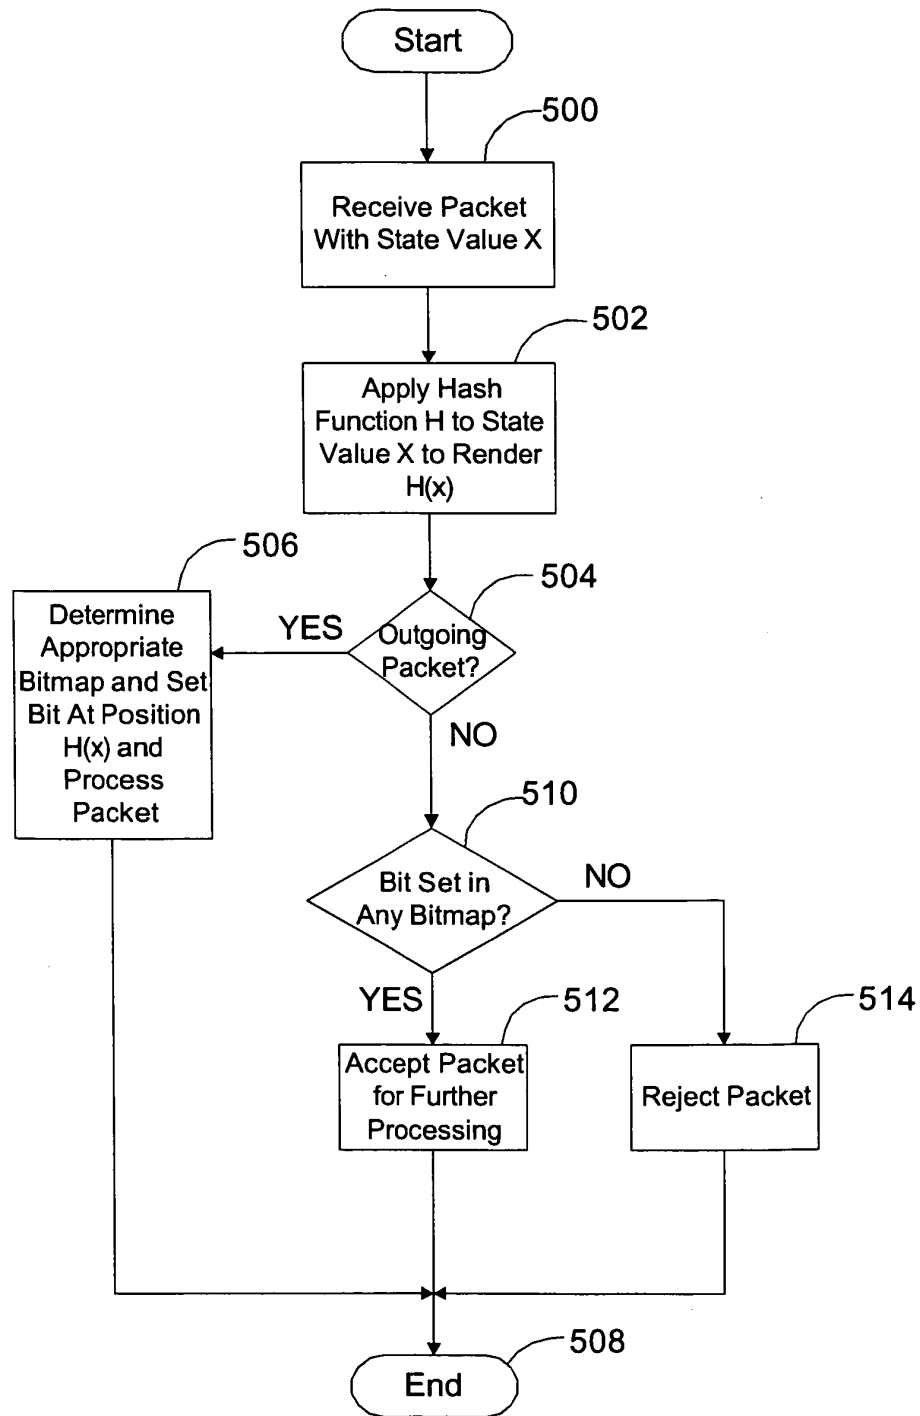 Start
500
Receive Packet
With State Value X
502
Apply Hash
Function H to State
Value X to Render
H(x)
506
504
Determine
Appropriate
Bitmap and Set
Bit At Position
H(x) and
Process
Packet
YES
Outgoing
Packet?
NO
510
Bit Set in
Any Bitmap?
NO
YES
512
514
Accept Packet
for Further
Processing
Reject Packet
508
End